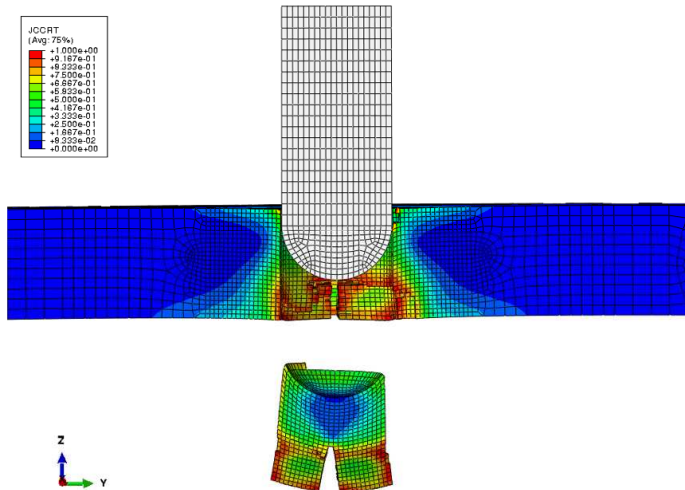 JCCRT
(Avg: 75%)
+1.000e+00
+9.167e-01
+8.333e-01
+7.500e-01
+6.667e-01
+5.833e-01
+5.000e-01
+4.167e-01
+3.333e-01
+2.500e-01
+1.667e-01
+8.333e-02
+0.000e+00
Z
Y